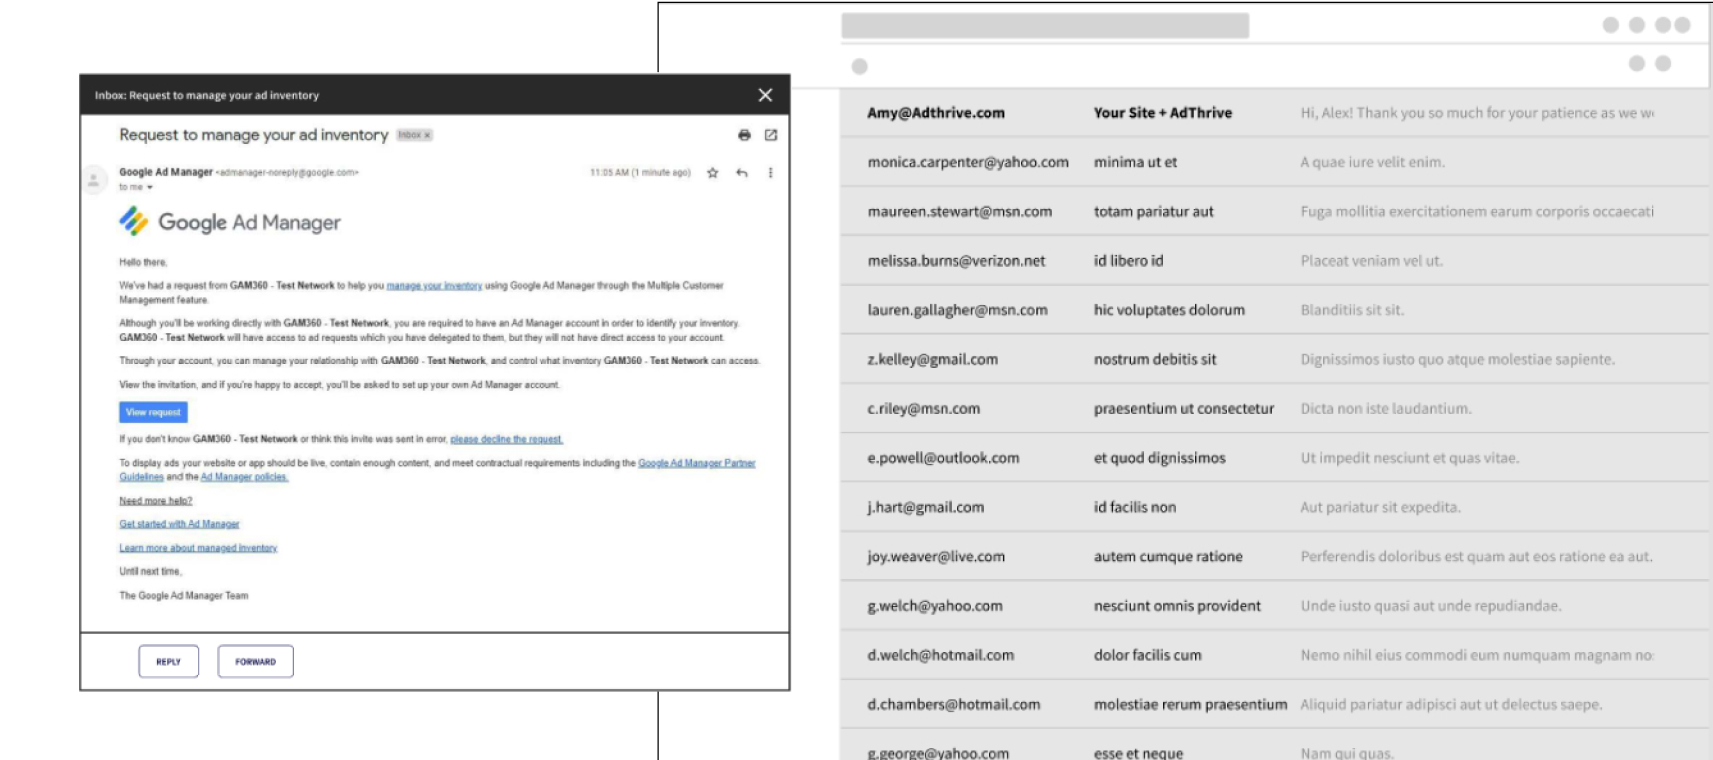 Inbox: Request to manage your ad inventory
Request to manage your ad inventory Inbox x
Google Ad Manager <admanager-noreply@google.com>
11:05 AM (1 minute ago)
to me
Google Ad Manager
Hello there,
We've had a request from GAM360 - Test Network to help you manage your inventory using Google Ad Manager through the Multiple Customer
Management feature.
Although you'll be working directly with GAM360 - Test Network, you are required to have an Ad Manager account in order to identify your inventory.
GAM360 - Test Network will have access to ad requests which you have delegated to them, but they will not have direct access to your account.
Through your account, you can manage your relationship with GAM360 - Test Network, and control what inventory GAM360 - Test Network can access.
View the invitation, and if you're happy to accept, you'll be asked to set up your own Ad Manager account.
View request
If you don't know GAM360 - Test Network or think this invite was sent in error, please decline the request.
To display ads your website or app should be live, contain enough content, and meet contractual requirements including the Google Ad Manager Partner
Guidelines and the Ad Manager policies.
Need more help?
Get started with Ad Manager
Learn more about managed inventory
Until next time,
The Google Ad Manager Team
REPLY FORWARD
Amy@Adthrive.com Your Site + AdThrive Hi, Alex! Thank you so much for your patience as we
monica.carpenter@yahoo.com minima ut et A quae iure velit enim.
maureen.stewart@msn.com totam pariatur aut Fuga mollitia exercitationem earum corporis occaecati
melissa.burns@verizon.net id libero id Placeat veniam vel ut.
lauren.gallagher@msn.com hic voluptates dolorum Blanditiis sit sit.
z.kelley@gmail.com nostrum debitis sit Dignissimos iusto quo atque molestiae sapiente.
c.riley@msn.com praesentium ut consectetur Dicta non iste laudantium.
e.powell@outlook.com et quod dignissimos Ut impedit nesciunt et quas vitae.
j.hart@gmail.com id facilis non Aut pariatur sit expedita.
joy.weaver@live.com autem cumque ratione Perferendis doloribus est quam aut eos ratione ea aut.
g.welch@yahoo.com nesciunt omnis provident Unde iusto quasi aut unde repudiandae.
d.welch@hotmail.com dolor facilis cum Nemo nihil eius commodi eum numquam magnam
d.chambers@hotmail.com molestiae rerum praesentium Aliquid pariatur adipisci aut ut delectus saepe.
g.george@yahoo.com esse et neque Nam qui quas.